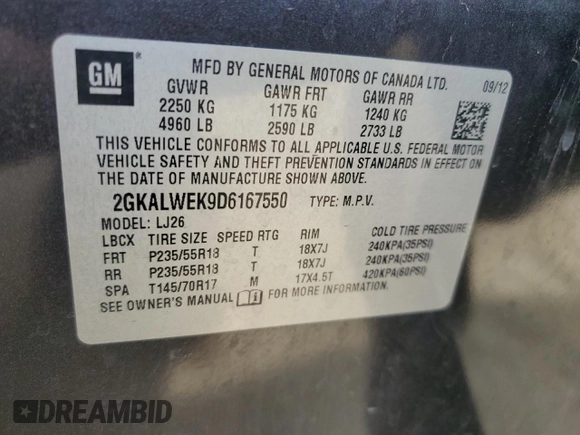 GM
MFD BY GENERAL MOTORS OF CANADA LTD. 09/12
GVWR GAWR FRT GAWR RR
2250 KG 1175 KG 1240 KG
4960 LB 2590 LB 2733 LB
THIS VEHICLE CONFORMS TO ALL APPLICABLE U.S. FEDERAL MOTOR
VEHICLE SAFETY AND THEFT PREVENTION STANDARDS IN EFFECT ON
THE DATE OF MANUFACTURE SHOWN ABOVE.
2GKALWEK9D6167550 TYPE: M.P.V.
MODEL: LJ26
LBCX TIRE SIZE SPEED RTG RIM COLD TIRE PRESSURE
FRT P235/55R18 T 18X7J 240KPA(35PSI)
RR P235/55R18 T 18X7J 240KPA(35PSI)
SPA T145/70R17 M 17X4.5T 420KPA(60PSI)
SEE OWNER'S MANUAL FOR MORE INFORMATION.
DREAMBID